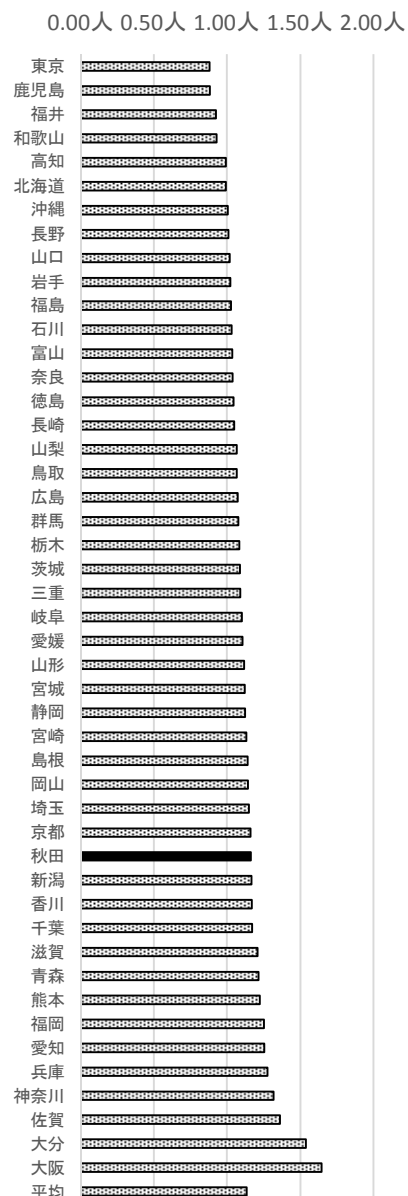 0.00人 0.50人 1.00人 1.50人 2.00人
東京
鹿児島
福井
和歌山
高知
北海道
沖縄
長野
山口
岩手
福島
石川
富山
奈良
徳島
長崎
山梨
鳥取
広島
群馬
栃木
茨城
三重
岐阜
愛媛
山形
宮城
静岡
宮崎
島根
岡山
埼玉
京都
秋田
新潟
香川
千葉
滋賀
青森
熊本
福岡
愛知
兵庫
神奈川
佐賀
大分
大阪
平均